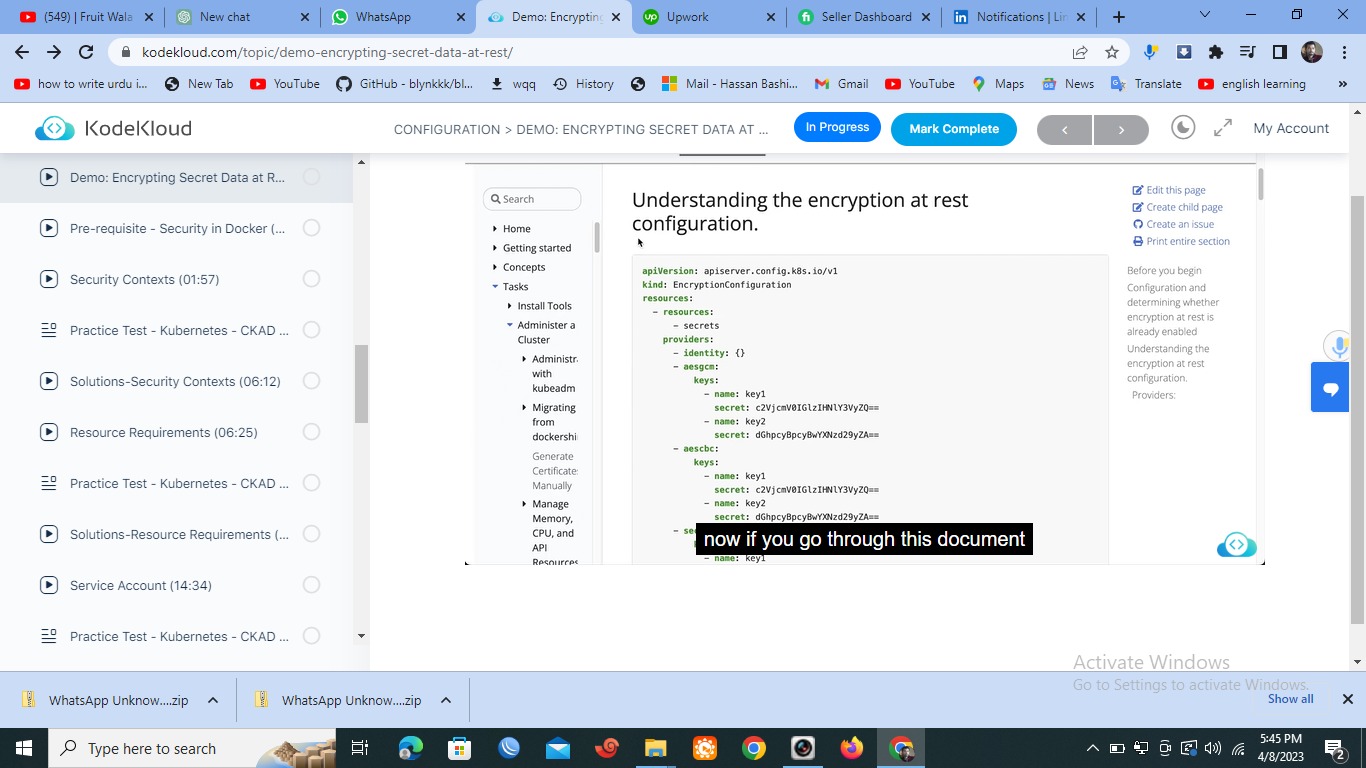 (549) | Fruit Wala
New chat
WhatsApp
Demo: Encrypting
Upwork
Seller Dashboard
Notifications | Lin
kodekloud.com/topic/demo-encrypting-secret-data-at-rest/
how to write urdu i...
New Tab
YouTube
GitHub - blynkkk/bl...
wqq
History
Mail - Hassan Bashi...
Gmail
YouTube
Maps
News
Translate
english learning
»
KodeKloud
CONFIGURATION > DEMO: ENCRYPTING SECRET DATA AT ...
In Progress
Mark Complete
My Account
Demo: Encrypting Secret Data at R...
Pre-requisite - Security in Docker (...
Security Contexts (01:57)
Practice Test - Kubernetes - CKAD ...
Solutions-Security Contexts (06:12)
Resource Requirements (06:25)
Practice Test - Kubernetes - CKAD ...
Solutions-Resource Requirements (...
Service Account (14:34)
Practice Test - Kubernetes - CKAD ...
Search
Home
Getting started
Concepts
Tasks
Install Tools
Administer a
Cluster
Administr
with
kubeadm
Migrating
from
dockershi
Generate
Certificate
Manually
Manage
Memory,
CPU, and
API
Resources
Understanding the encryption at rest
configuration.
apiVersion: apiserver.config.k8s.io/v1
kind: EncryptionConfiguration
resources:
- resources:
- secrets
providers:
- identity: {}
- aesgcm:
keys:
- name: key1
secret: c2VjcmV0IGlzIHNlY3VyZQ==
- name: key2
secret: dGhpcyBpcyBwYXNzd29yZA==
- aescbc:
keys:
- name: key1
secret: c2VjcmV0IGlzIHNlY3VyZQ==
- name: key2
secret: dGhpcyBpcyBwYXNzd29yZA==
- se
now if you go through this document
- name: key1
Edit this page
Create child page
Create an issue
Print entire section
Before you begin
Configuration and
determining whether
encryption at rest is
already enabled
Understanding the
encryption at rest
configuration.
Providers:
Activate Windows
Go to Settings to activate Windows.
WhatsApp Unknow....zip
WhatsApp Unknow....zip
Show all
Type here to search
5:45 PM
4/8/2023
2